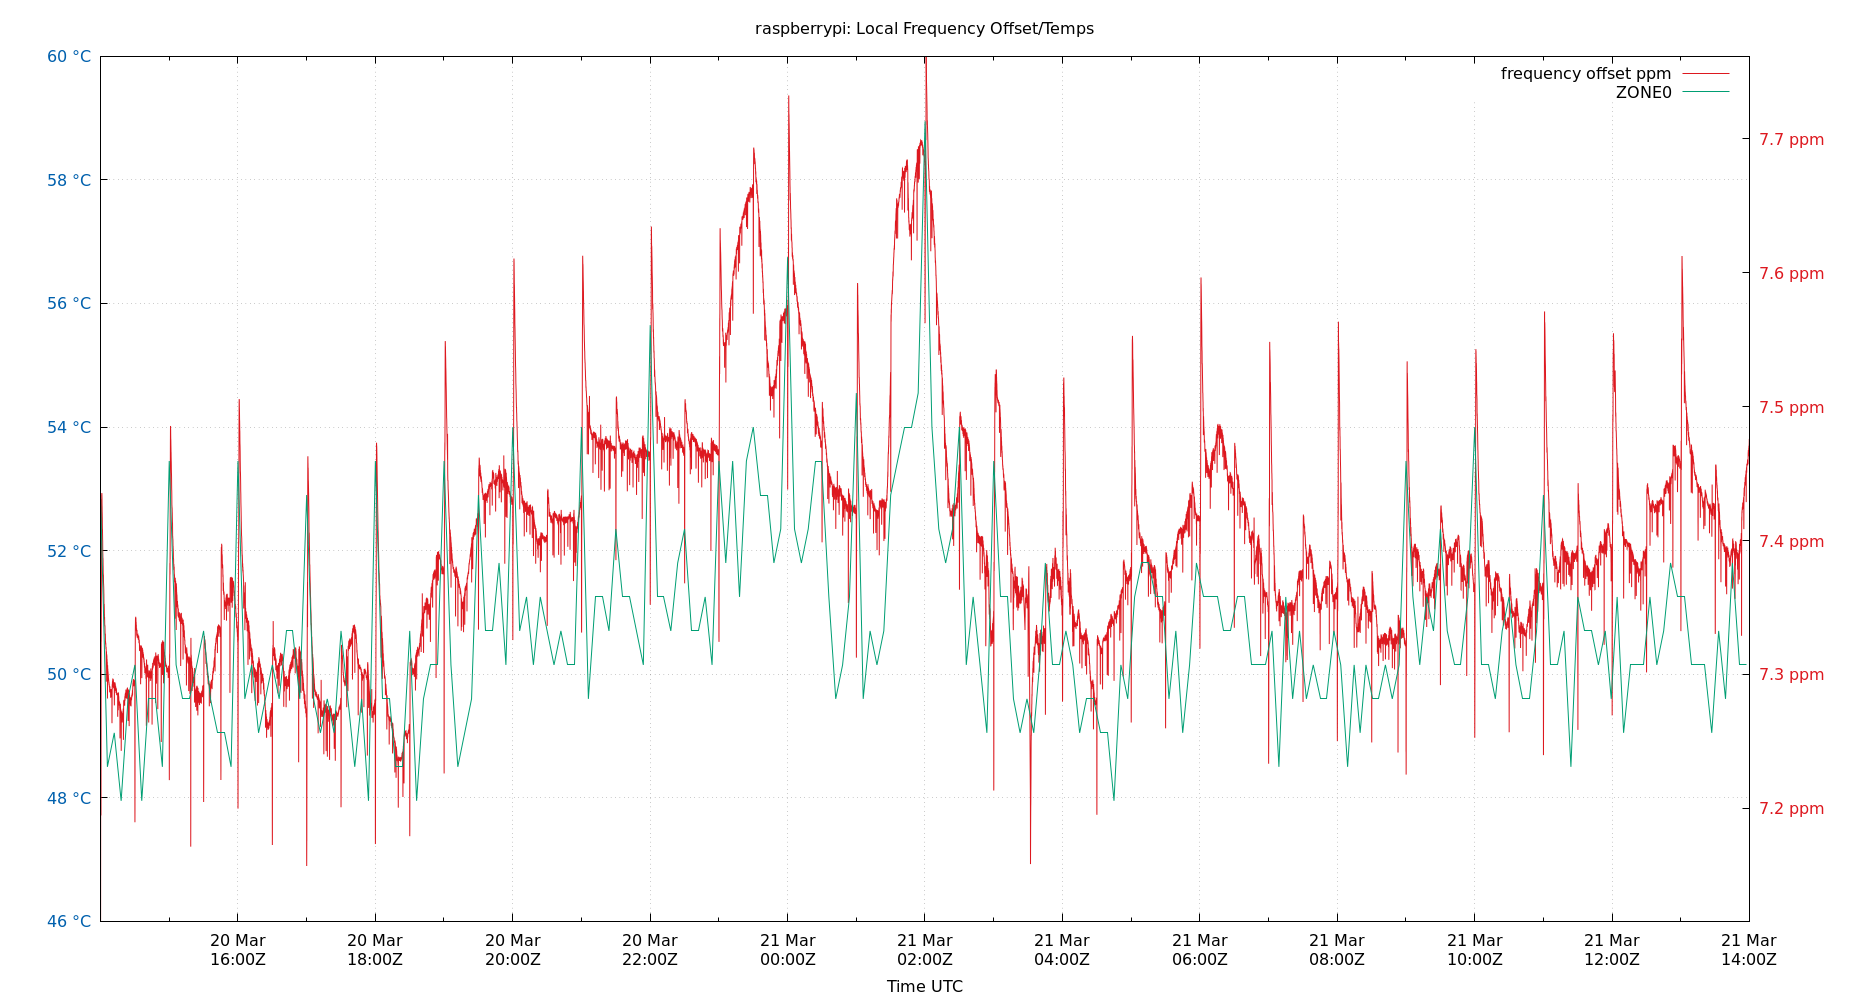 raspberrypi: Local Frequency Offset/Temps
60 °C
58 °C
56 °C
54 °C
52 °C
50 °C
48 °C
46 °C
frequency offset ppm
ZONE0
7.7 ppm
7.6 ppm
7.5 ppm
7.4 ppm
7.3 ppm
7.2 ppm
20 Mar
16:00Z
20 Mar
18:00Z
20 Mar
20:00Z
20 Mar
22:00Z
21 Mar
00:00Z
21 Mar
02:00Z
21 Mar
04:00Z
21 Mar
06:00Z
21 Mar
08:00Z
21 Mar
10:00Z
21 Mar
12:00Z
21 Mar
14:00Z
Time UTC